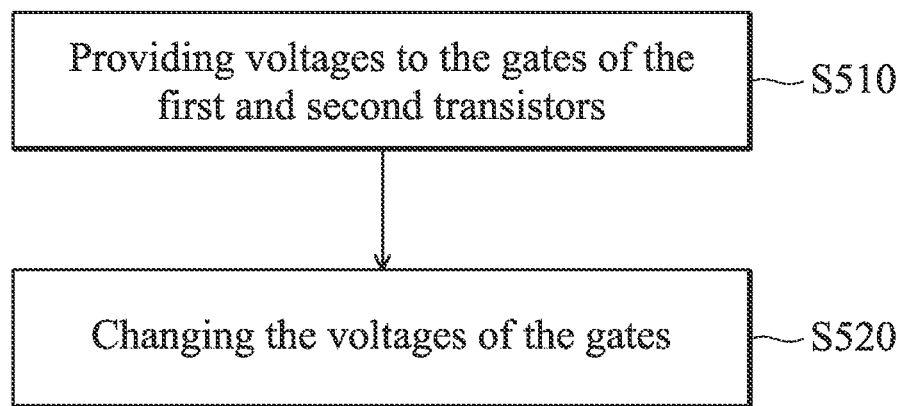 Providing voltages to the gates of the
first and second transistors
S510
Changing the voltages of the gates
S520